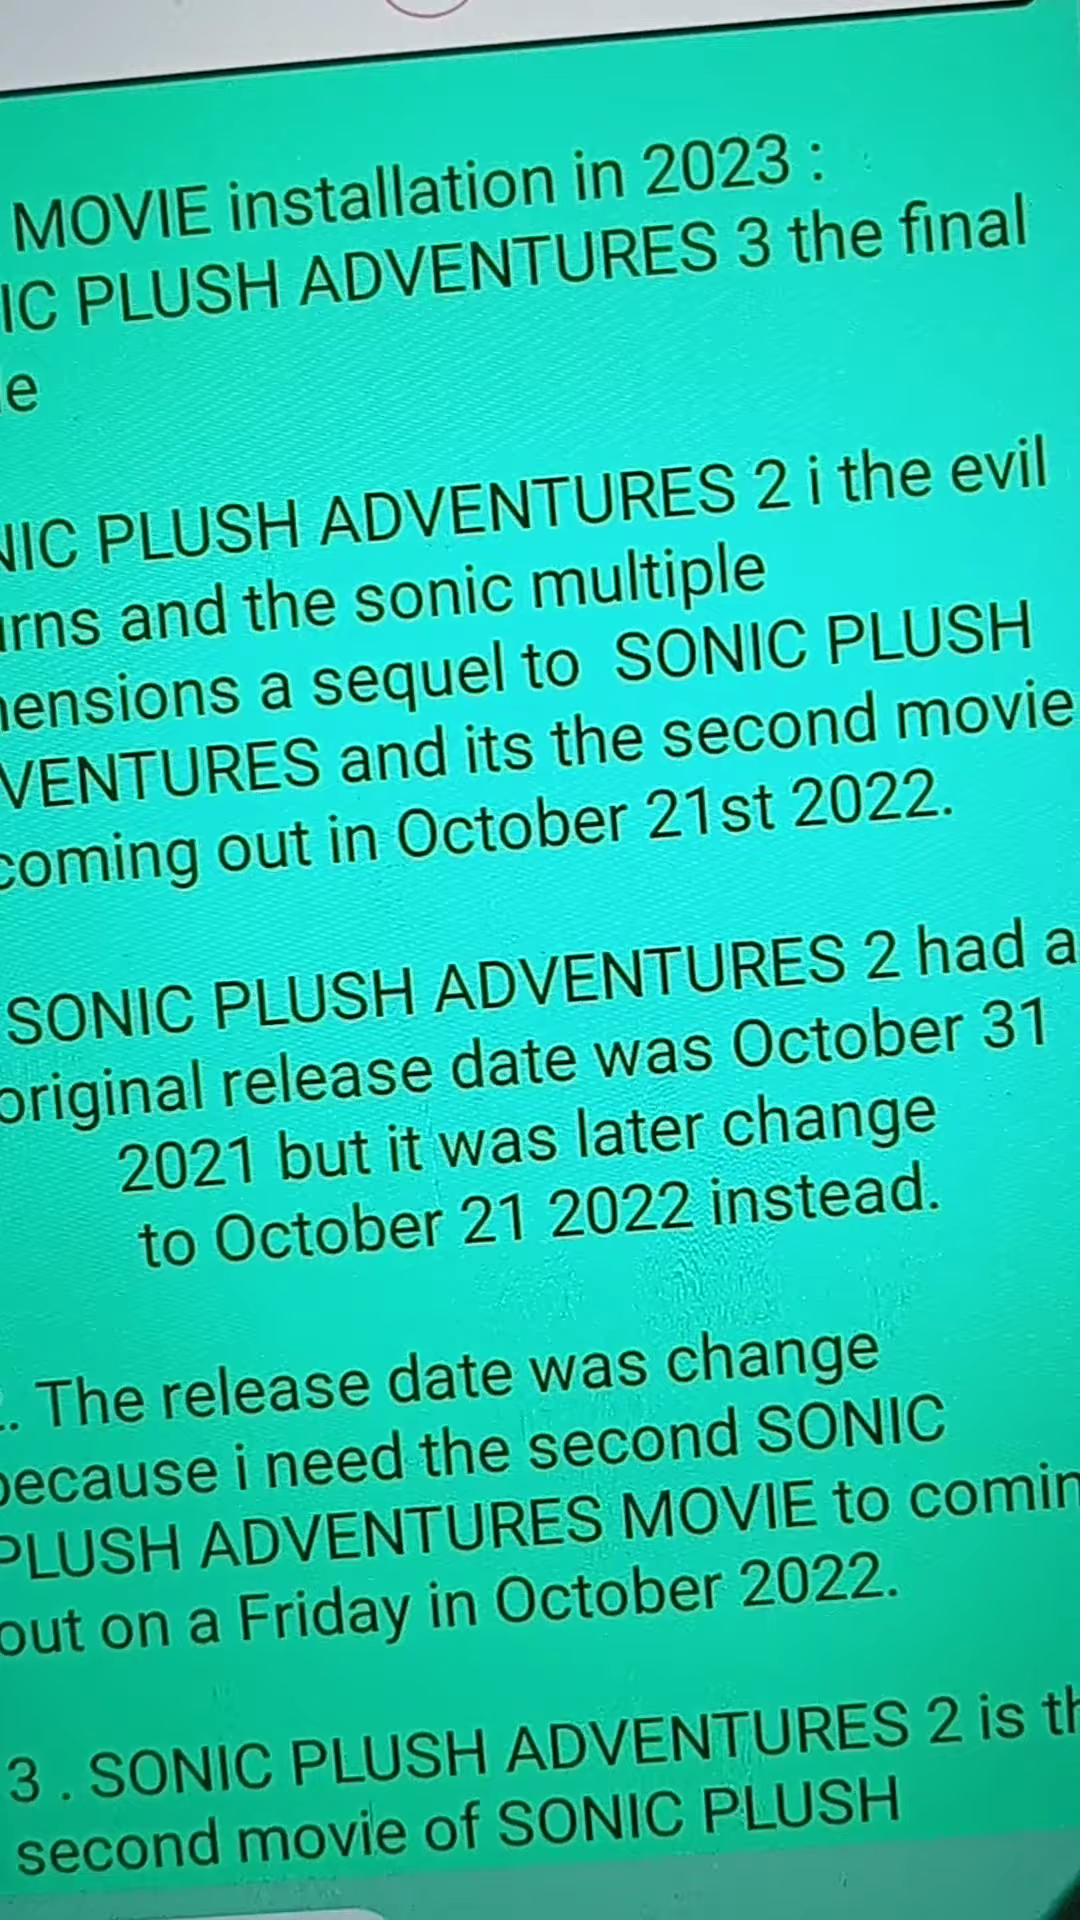 MOVIE installation in 2023 :
IC PLUSH ADVENTURES 3 the final
e
NIC PLUSH ADVENTURES 2 i the evil
urns and the sonic multiple
mensions a sequel to SONIC PLUSH
VENTURES and its the second movie
coming out in October 21st 2022.
SONIC PLUSH ADVENTURES 2 had a
original release date was October 31
2021 but it was later change
to October 21 2022 instead.
. The release date was change
because i need the second SONIC
PLUSH ADVENTURES MOVIE to comin
out on a Friday in October 2022.
3 . SONIC PLUSH ADVENTURES 2 is th
second movie of SONIC PLUSH